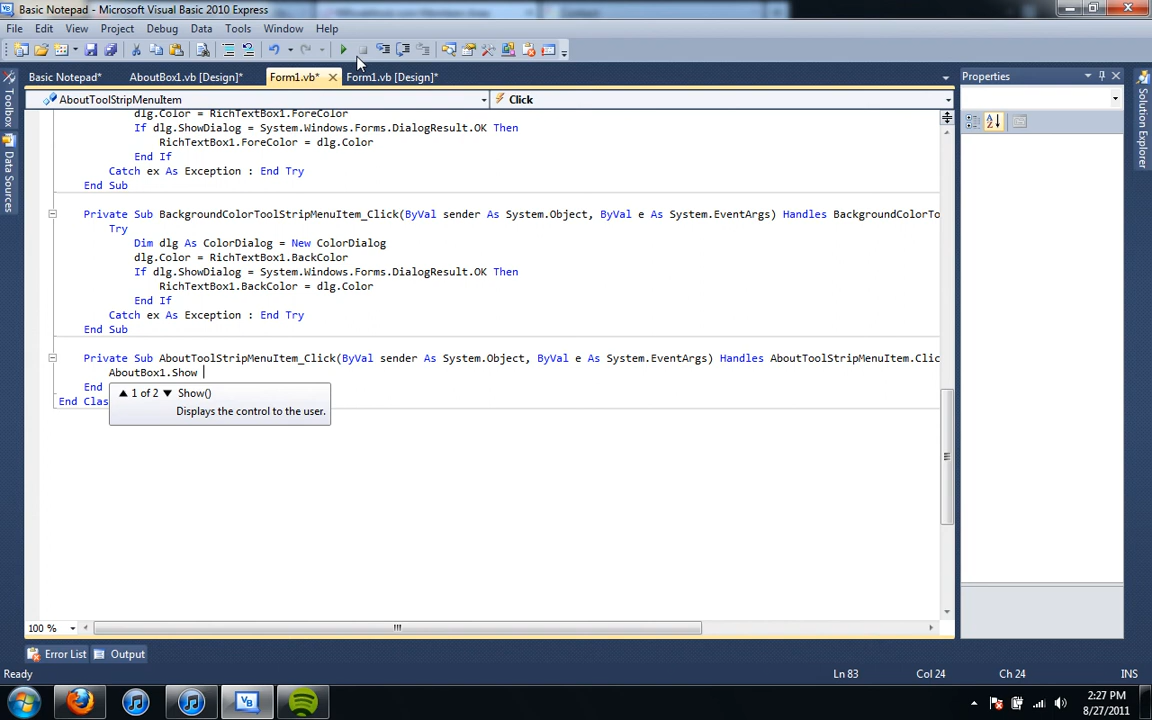 Basic Notepad - Microsoft Visual Basic 2010 Express
File Edit View Project Debug Data Tools Window Help
Basic Notepad* AboutBox1.vb [Design]* Form1.vb* Form1.vb [Design]*
Properties
AboutToolStripMenuItem Click
Toolbox
Data Sources
Solution Explorer
dlg.Color = RichTextBox1.ForeColor
If dlg.ShowDialog = System.Windows.Forms.DialogResult.OK Then
RichTextBox1.ForeColor = dlg.Color
End If
Catch ex As Exception : End Try
End Sub
Private Sub BackgroundColorToolStripMenuItem_Click(ByVal sender As System.Object, ByVal e As System.EventArgs) Handles BackgroundColorTo
Try
Dim dlg As ColorDialog = New ColorDialog
dlg.Color = RichTextBox1.BackColor
If dlg.ShowDialog = System.Windows.Forms.DialogResult.OK Then
RichTextBox1.BackColor = dlg.Color
End If
Catch ex As Exception : End Try
End Sub
Private Sub AboutToolStripMenuItem_Click(ByVal sender As System.Object, ByVal e As System.EventArgs) Handles AboutToolStripMenuItem.Clic
AboutBox1.Show
End
End Clas
1 of 2 Show()
Displays the control to the user.
100 %
Error List Output
Ready Ln 83 Col 24 Ch 24 INS
2:27 PM
8/27/2011